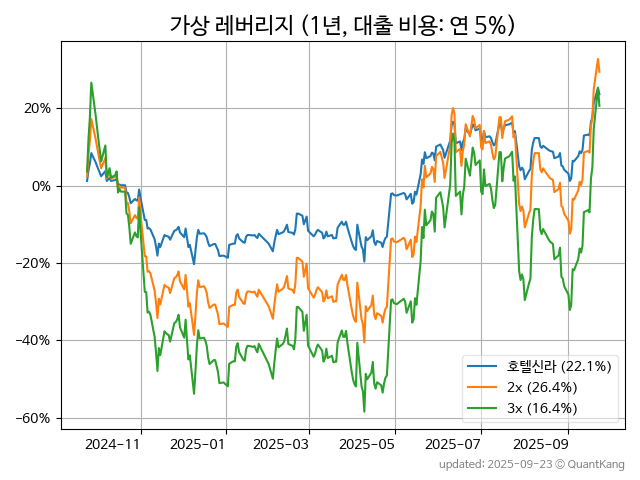 가상 레버리지 (1년, 대출 비용: 연 5%)
20%
0%
−20%
−40%
−60%
호텔신라 (22.1%)
2x (26.4%)
3x (16.4%)
2024-11 2025-01 2025-03 2025-05 2025-07 2025-09
updated: 2025-09-23 © QuantKang